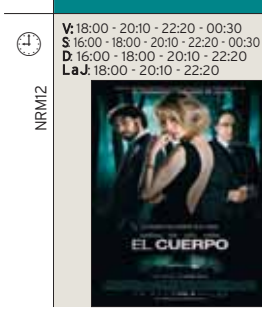 V: 18:00 - 20:10 - 22:20 - 00:30
S: 16:00 - 18:00 - 20:10 - 22:20 - 00:30
D: 16:00 - 18:00 - 20:10 - 22:20
L a J: 18:00 - 20:10 - 22:20
NRM12
EL CUERPO